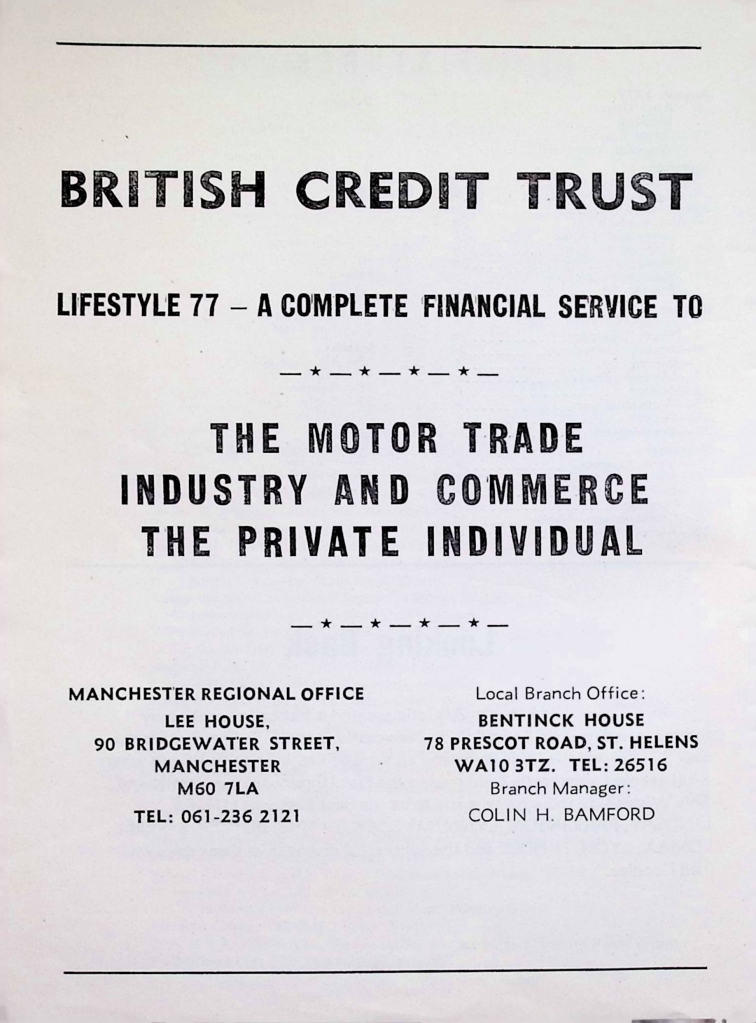 BRITISH CREDIT TRUST
LIFESTYLE 77 – A COMPLETE FINANCIAL SERVICE TO
— ★ — ★ — ★ — ★ —
THE MOTOR TRADE
INDUSTRY AND COMMERCE
THE PRIVATE INDIVIDUAL
— ★ — ★ — ★ — ★ —
MANCHESTER REGIONAL OFFICE
LEE HOUSE,
90 BRIDGEWATER STREET,
MANCHESTER
M60 7LA
TEL: 061-236 2121
Local Branch Office:
BENTINCK HOUSE
78 PRESCOT ROAD, ST. HELENS
WA10 3TZ. TEL: 26516
Branch Manager:
COLIN H. BAMFORD